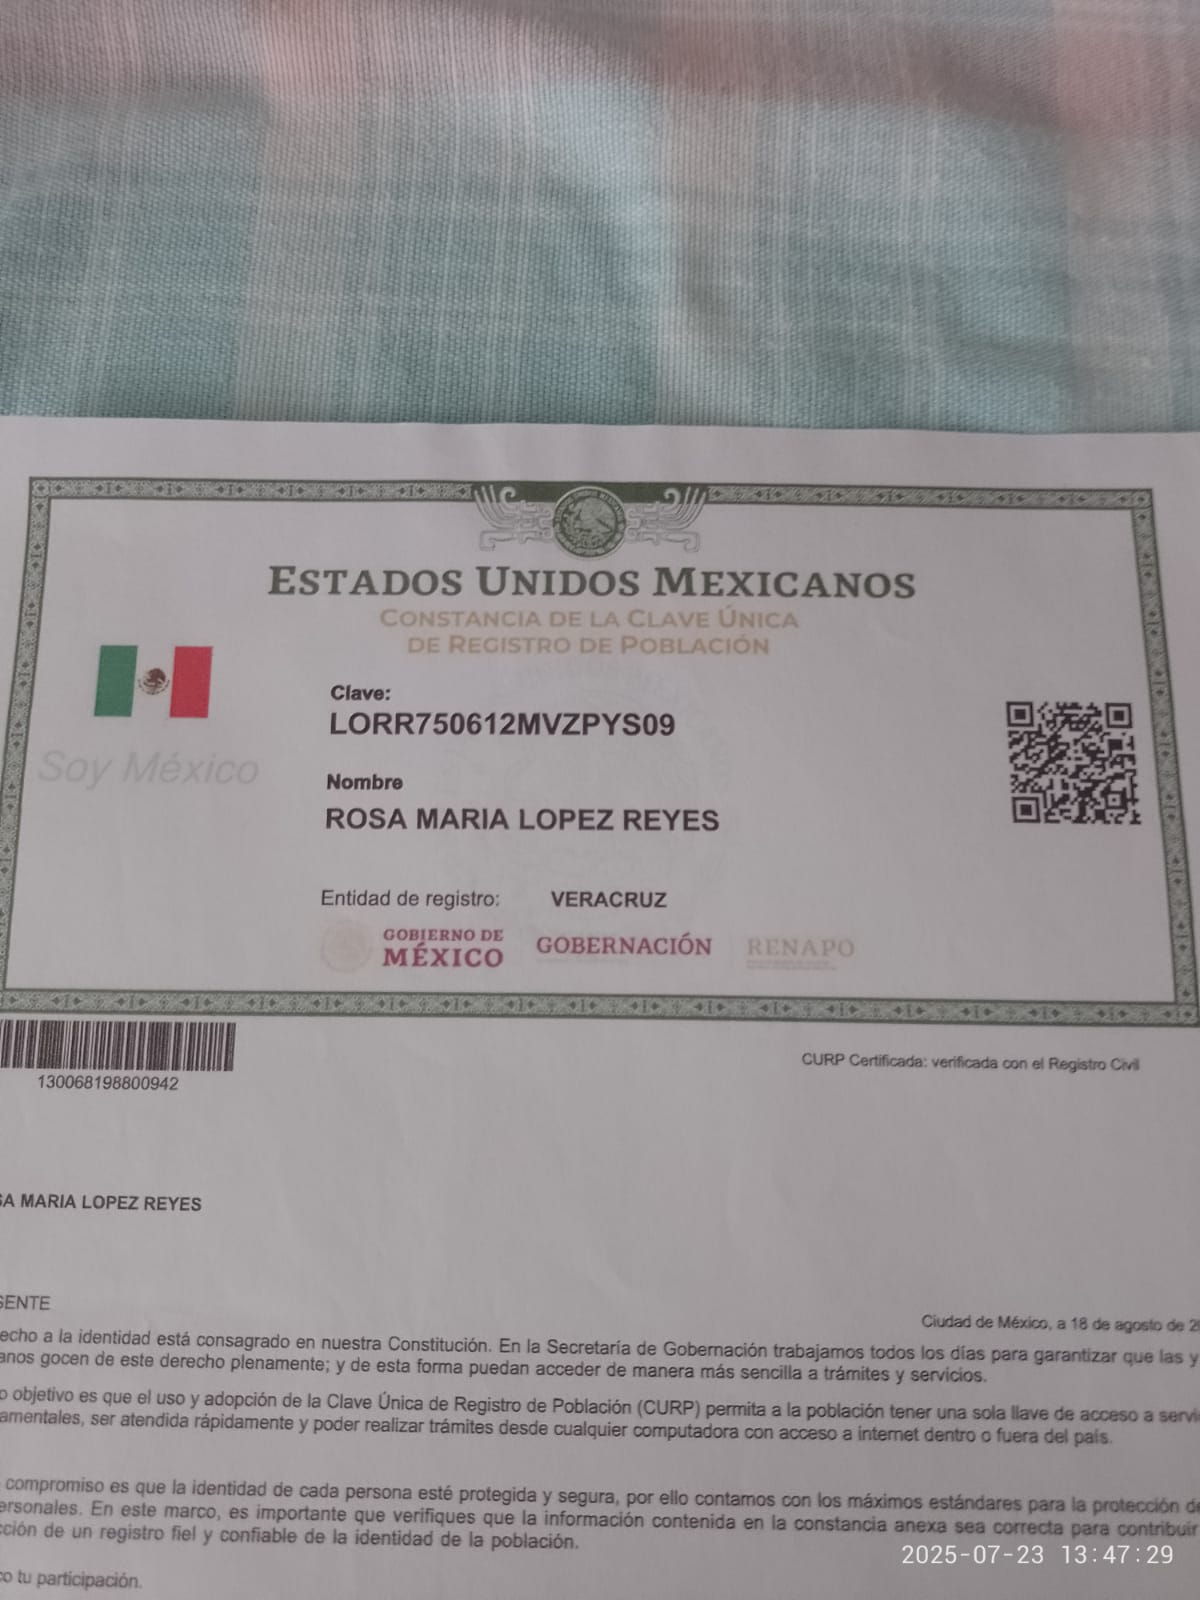 ESTADOS UNIDOS MEXICANOS
CONSTANCIA DE LA CLAVE ÚNICA
DE REGISTRO DE POBLACIÓN
Soy México
Clave:
LORR750612MVZPYS09
Nombre
ROSA MARIA LOPEZ REYES
Entidad de registro: VERACRUZ
GOBIERNO DE
MÉXICO
GOBERNACIÓN
RENAPO
130068198800942
CURP Certificada: verificada con el Registro Civil
SA MARIA LOPEZ REYES
SENTE
Ciudad de México, a 18 de agosto de 2
echo a la identidad está consagrado en nuestra Constitución. En la Secretaría de Gobernación trabajamos todos los días para garantizar que las y
anos gocen de este derecho plenamente; y de esta forma puedan acceder de manera más sencilla a trámites y servicios.
o objetivo es que el uso y adopción de la Clave Única de Registro de Población (CURP) permita a la población tener una sola llave de acceso a servi
amentales, ser atendida rápidamente y poder realizar trámites desde cualquier computadora con acceso a internet dentro o fuera del país.
compromiso es que la identidad de cada persona esté protegida y segura, por ello contamos con los máximos estándares para la protección de
ersonales. En este marco, es importante que verifiques que la información contenida en la constancia anexa sea correcta para contribuir
cción de un registro fiel y confiable de la identidad de la población.
co tu participación.
2025-07-23 13:47:29